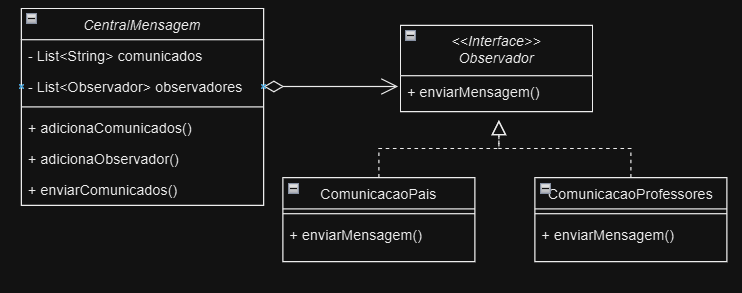 CentralMensagem
- List<String> comunicados
- List<Observador> observadores
+ adicionaComunicados()
+ adicionaObservador()
+ enviarComunicados()
<<Interface>>
Observador
+ enviarMensagem()
ComunicacaoPais
+ enviarMensagem()
ComunicacaoProfessores
+ enviarMensagem()